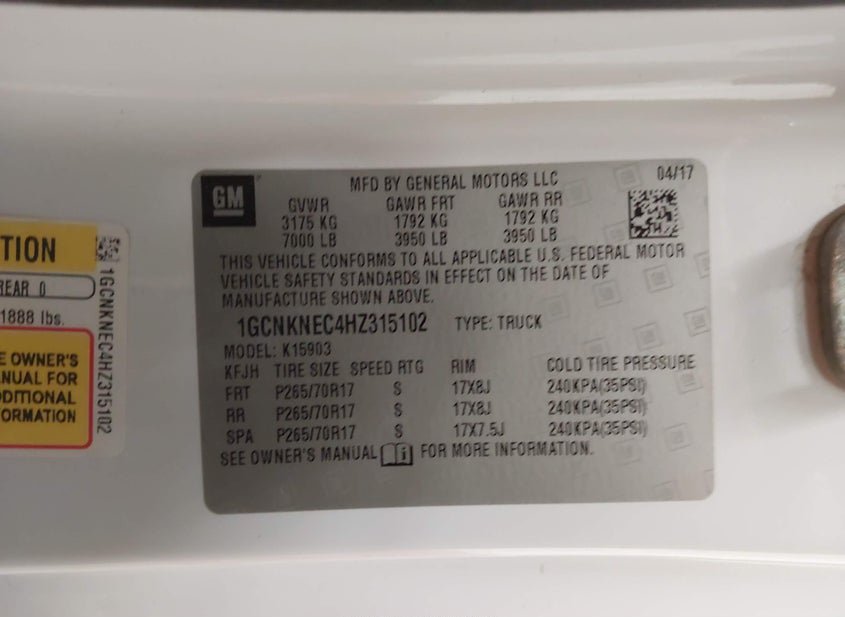 TION
REAR 0
1888 lbs.
E OWNER'S
NUAL FOR
DDITIONAL
ORMATION
1GCNKNEC4HZ315102
GM
MFD BY GENERAL MOTORS LLC 04/17
GVWR GAWR FRT GAWR RR
3175 KG 1792 KG 1792 KG
7000 LB 3950 LB 3950 LB
THIS VEHICLE CONFORMS TO ALL APPLICABLE U.S. FEDERAL MOTOR
VEHICLE SAFETY STANDARDS IN EFFECT ON THE DATE OF
MANUFACTURE SHOWN ABOVE.
1GCNKNEC4HZ315102 TYPE: TRUCK
MODEL: K15903
KFJH TIRE SIZE SPEED RTG RIM COLD TIRE PRESSURE
FRT P265/70R17 S 17X8J 240KPA(35PSI)
RR P265/70R17 S 17X8J 240KPA(35PSI)
SPA P265/70R17 S 17X7.5J 240KPA(35PSI)
SEE OWNER'S MANUAL FOR MORE INFORMATION.